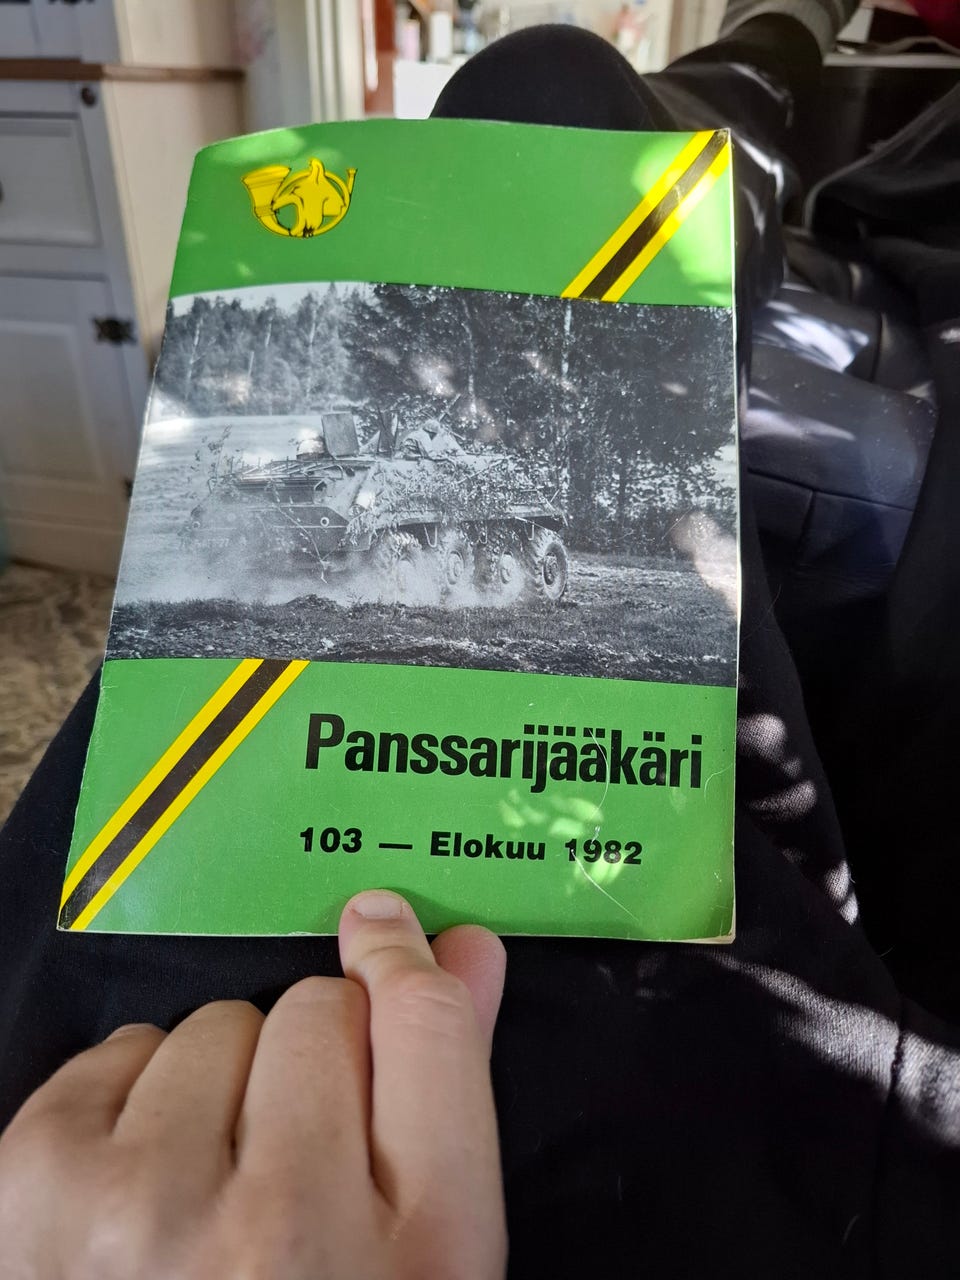 Panssarijääkäri
103 — Elokuu 1982